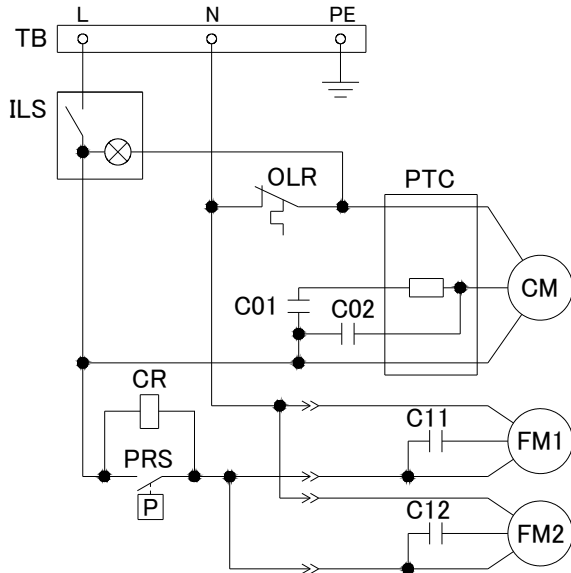 L N PE
TB
ILS
OLR PTC
CM
C01 C02
CR
C11
PRS FM1
P
C12
FM2